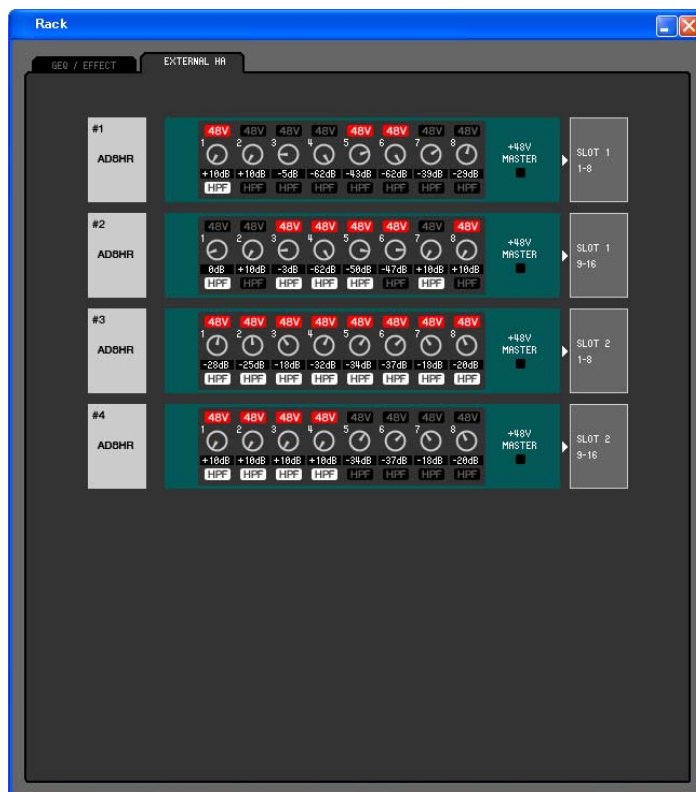 Rack
GEQ / EFFECT
EXTERNAL HA
#1
AD8HR
48V 48V 48V 48V 48V 48V 48V 48V
1 2 3 4 5 6 7 8
+10dB +10dB -5dB -62dB -43dB -62dB -39dB -29dB
HPF HPF HPF HPF HPF HPF HPF HPF
+48V
MASTER
SLOT 1
1-8
#2
AD8HR
48V 48V 48V 48V 48V 48V 48V 48V
1 2 3 4 5 6 7 8
0dB +10dB -3dB -62dB -50dB -47dB +10dB +10dB
HPF HPF HPF HPF HPF HPF HPF HPF
+48V
MASTER
SLOT 1
9-16
#3
AD8HR
48V 48V 48V 48V 48V 48V 48V 48V
1 2 3 4 5 6 7 8
-28dB -25dB -18dB -32dB -34dB -37dB -18dB -20dB
HPF HPF HPF HPF HPF HPF HPF HPF
+48V
MASTER
SLOT 2
1-8
#4
AD8HR
48V 48V 48V 48V 48V 48V 48V 48V
1 2 3 4 5 6 7 8
+10dB +10dB +10dB +10dB -34dB -37dB -18dB -20dB
HPF HPF HPF HPF HPF HPF HPF HPF
+48V
MASTER
SLOT 2
9-16